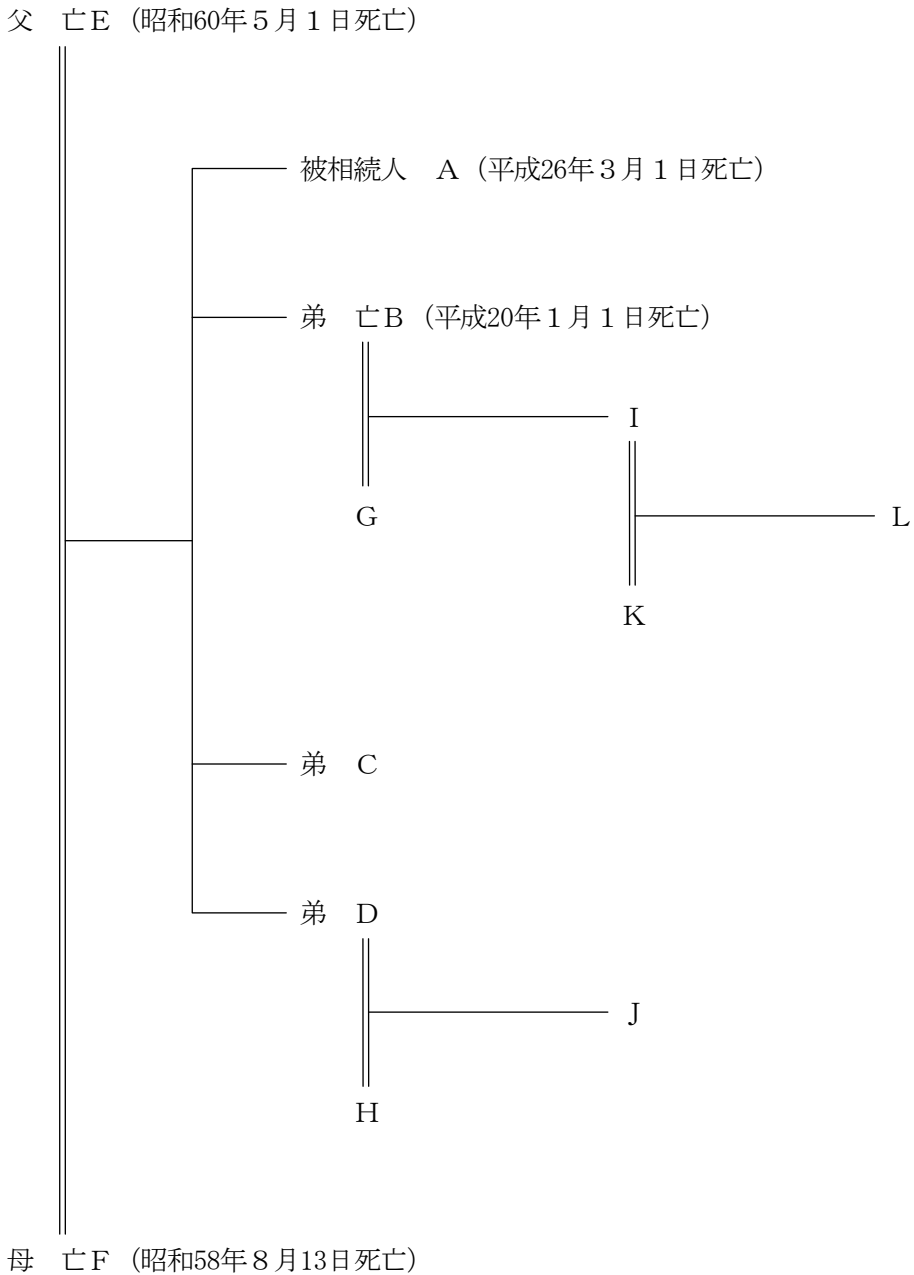 父　亡Ｅ（昭和60年５月１日死亡）
被相続人　Ａ（平成26年３月１日死亡）
弟　亡Ｂ（平成20年１月１日死亡）
Ｉ
Ｇ
Ｌ
Ｋ
弟　Ｃ
弟　Ｄ
Ｊ
Ｈ
母　亡Ｆ（昭和58年８月13日死亡）